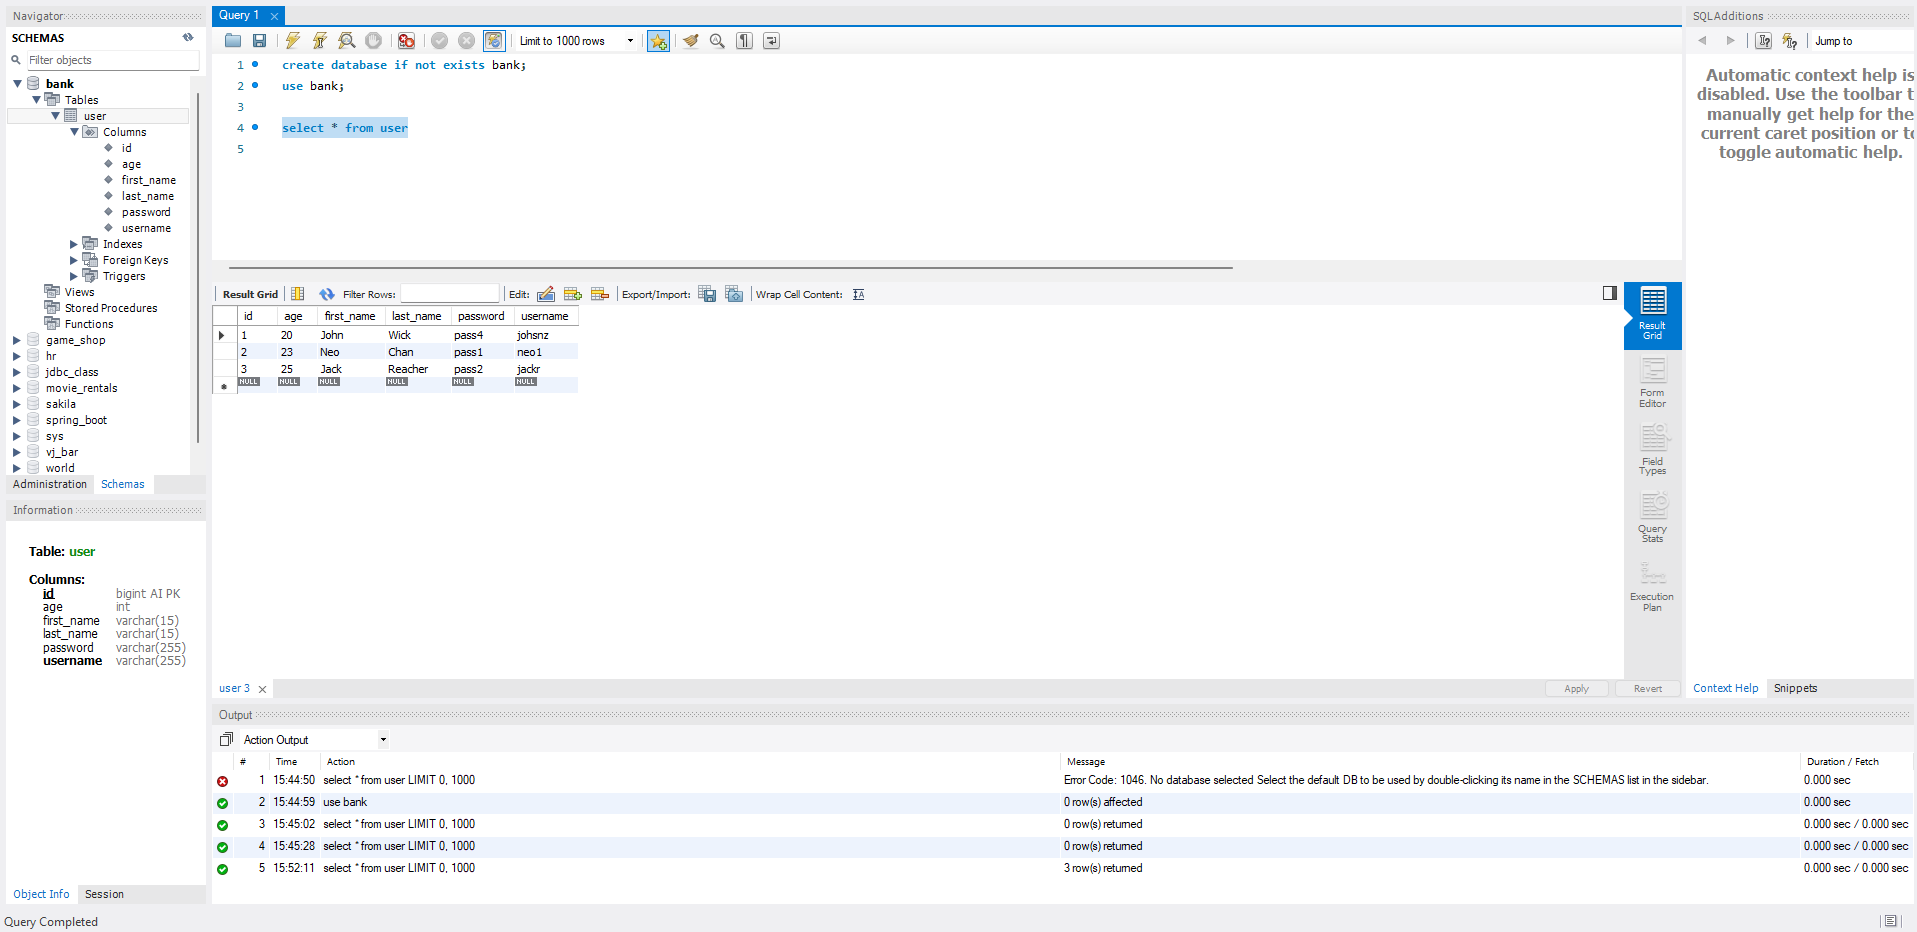 Navigator
SCHEMAS
Filter objects
bank
Tables
user
Columns
id
age
first_name
last_name
password
username
Indexes
Foreign Keys
Triggers
Views
Stored Procedures
Functions
game_shop
hr
jdbc_class
movie_rentals
sakila
spring_boot
sys
vj_bar
world
Administration Schemas
Information
Table: user
Columns:
id bigint AI PK
age int
first_name varchar(15)
last_name varchar(15)
password varchar(255)
username varchar(255)
Object Info Session
Query Completed
Query 1
Limit to 1000 rows
1 create database if not exists bank;
2 use bank;
3
4 select * from user
5
Result Grid Filter Rows: Edit: Export/Import: Wrap Cell Content:
id age first_name last_name password username
1 20 John Wick pass4 johsnz
2 23 Neo Chan pass1 neo1
3 25 Jack Reacher pass2 jackr
NULL NULL NULL NULL NULL NULL
Result
Grid
Form
Editor
Field
Types
Query
Stats
Execution
Plan
user 3 Apply Revert
Output
Action Output
# Time Action Message Duration / Fetch
1 15:44:50 select * from user LIMIT 0, 1000 Error Code: 1046. No database selected Select the default DB to be used by double-clicking its name in the SCHEMAS list in the sidebar. 0.000 sec
2 15:44:59 use bank 0 row(s) affected 0.000 sec
3 15:45:02 select * from user LIMIT 0, 1000 0 row(s) returned 0.000 sec / 0.000 sec
4 15:45:28 select * from user LIMIT 0, 1000 0 row(s) returned 0.000 sec / 0.000 sec
5 15:52:11 select * from user LIMIT 0, 1000 3 row(s) returned 0.000 sec / 0.000 sec
SQLAdditions
Jump to
Automatic context help is
disabled. Use the toolbar t
manually get help for the
current caret position or to
toggle automatic help.
Context Help Snippets